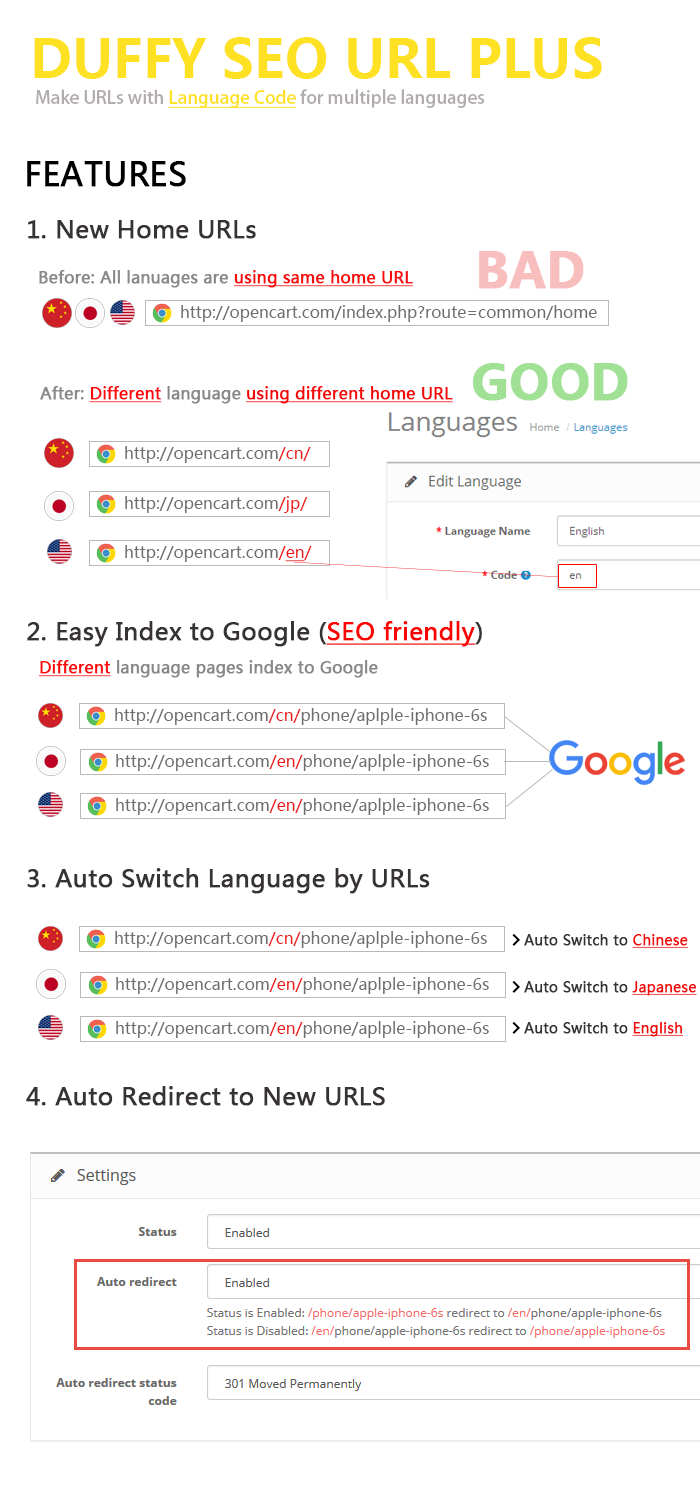 DUFFY SEO URL PLUS
Make URLs with Language Code for multiple languages
FEATURES
1. New Home URLs
Before: All lanuages are using same home URL
BAD
http://opencart.com/index.php?route=common/home
After: Different language using different home URL
GOOD
Languages Home / Languages
http://opencart.com/cn/
Edit Language
http://opencart.com/jp/
* Language Name English
http://opencart.com/en/
* Code ? en
2. Easy Index to Google (SEO friendly)
Different language pages index to Google
http://opencart.com/cn/phone/aplple-iphone-6s
http://opencart.com/en/phone/aplple-iphone-6s
Google
http://opencart.com/en/phone/aplple-iphone-6s
3. Auto Switch Language by URLs
http://opencart.com/cn/phone/aplple-iphone-6s > Auto Switch to Chinese
http://opencart.com/en/phone/aplple-iphone-6s > Auto Switch to Japanese
http://opencart.com/en/phone/aplple-iphone-6s > Auto Switch to English
4. Auto Redirect to New URLS
Settings
Status Enabled
Auto redirect Enabled
Status is Enabled: /phone/apple-iphone-6s redirect to /en/phone/apple-iphone-6s
Status is Disabled: /en/phone/apple-iphone-6s redirect to /phone/apple-iphone-6s
Auto redirect status code 301 Moved Permanently